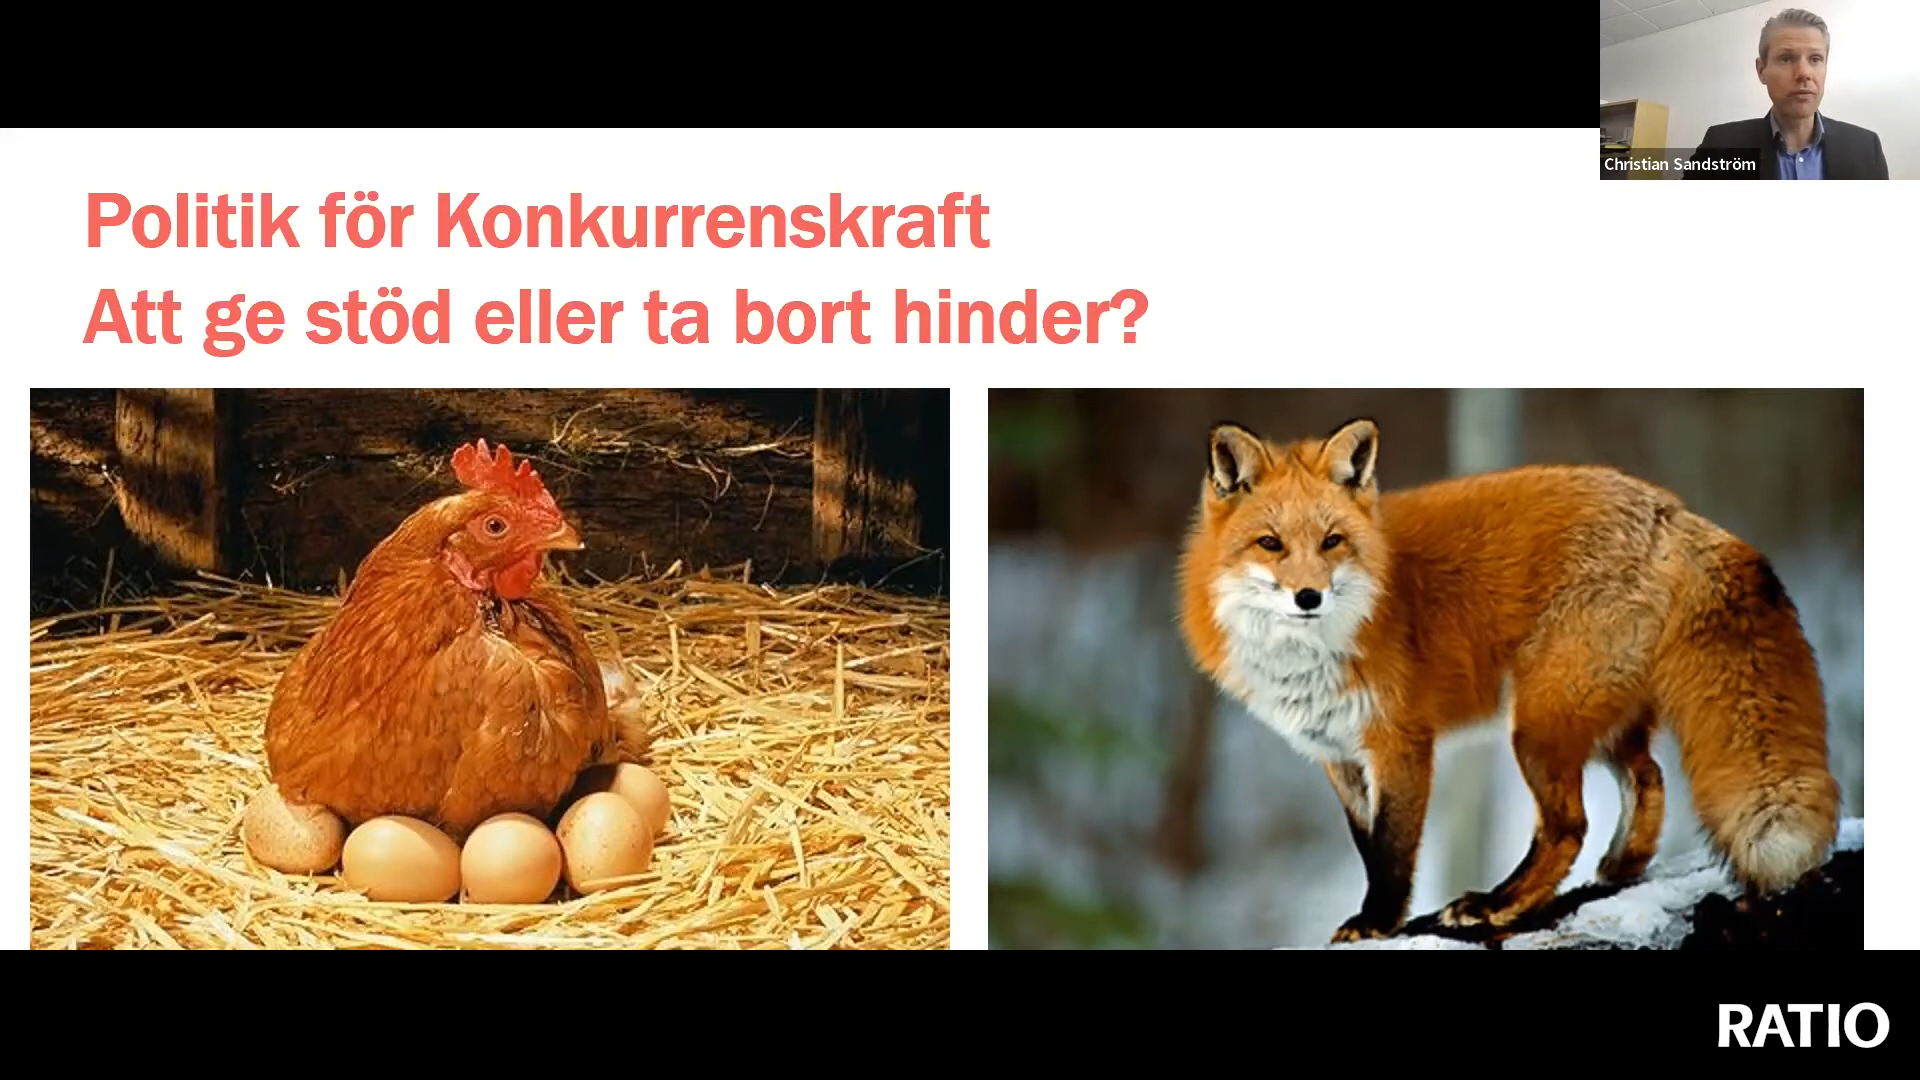 Christian Sandström
Politik för Konkurrenskraft
Att ge stöd eller ta bort hinder?
RATIO